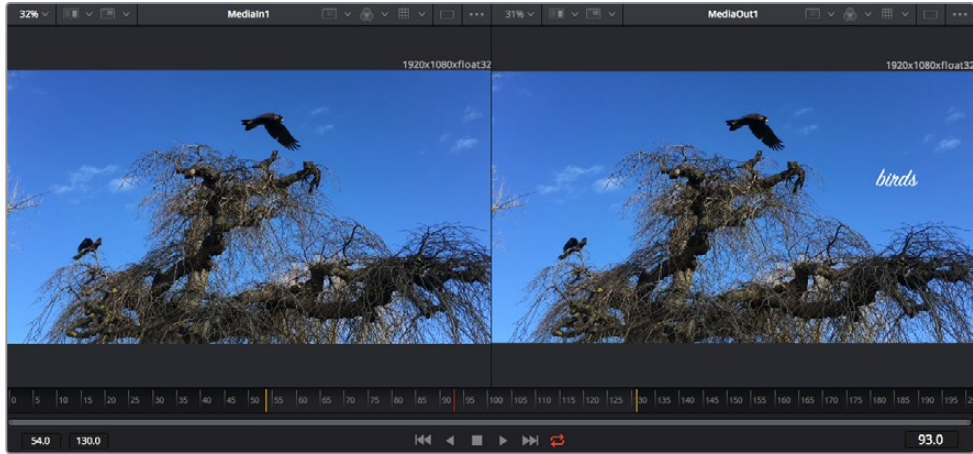 32% MediaIn1
31% MediaOut1
1920x1080xfloat32
1920x1080xfloat32
birds
0 5 10 15 20 25 30 35 40 45 50 55 60 65 70 75 80 85 90 95 100 105 110 115 120 125 130 135 140 145 150 155 160 165 170 175 180 185 190 195
54.0 130.0 93.0